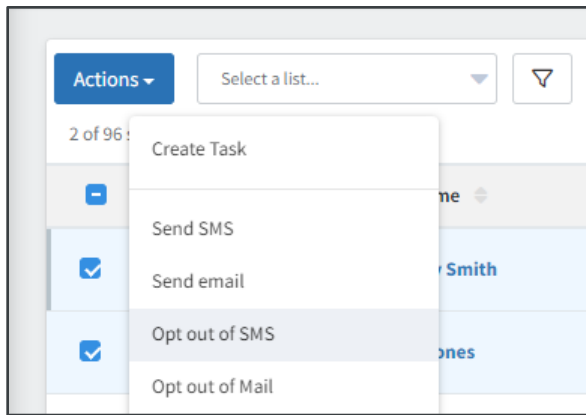 Actions
Select a list...
2 of 96
Create Task
me
Send SMS
Smith
Send email
Opt out of SMS
ones
Opt out of Mail